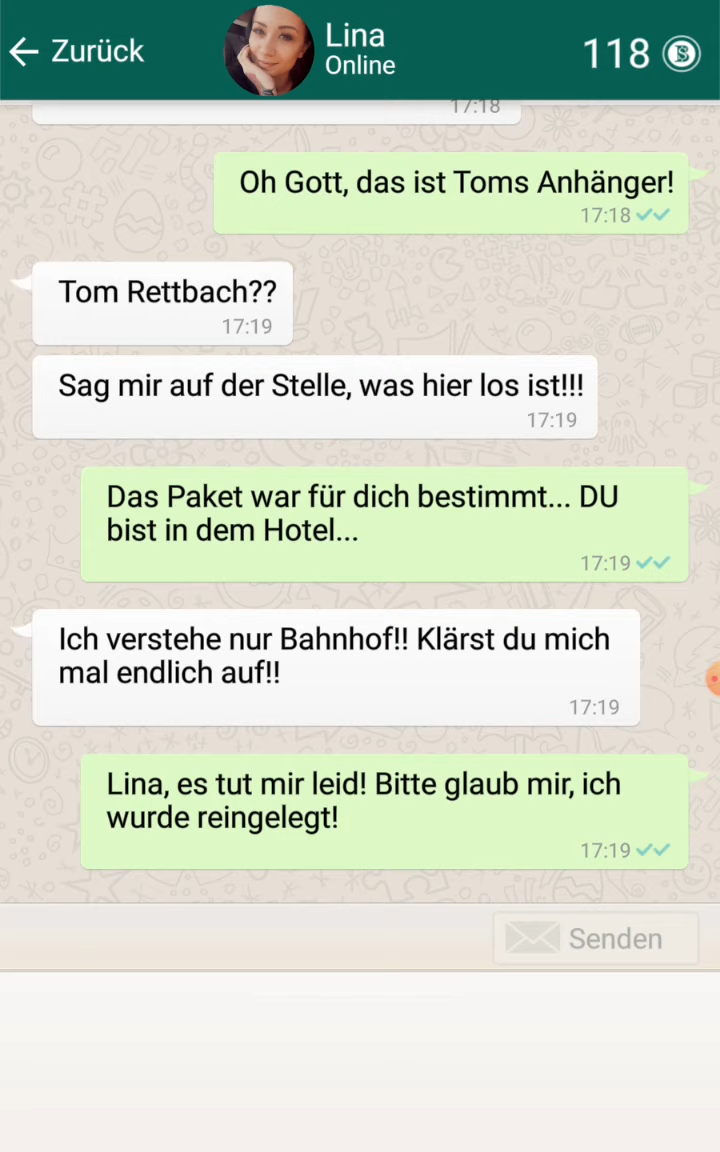 Zurück
Lina
Online
118
17:18
Oh Gott, das ist Toms Anhänger!
17:18
Tom Rettbach??
17:19
Sag mir auf der Stelle, was hier los ist!!!
17:19
Das Paket war für dich bestimmt... DU
bist in dem Hotel...
17:19
Ich verstehe nur Bahnhof!! Klärst du mich
mal endlich auf!!
17:19
Lina, es tut mir leid! Bitte glaub mir, ich
wurde reingelegt!
17:19
Senden